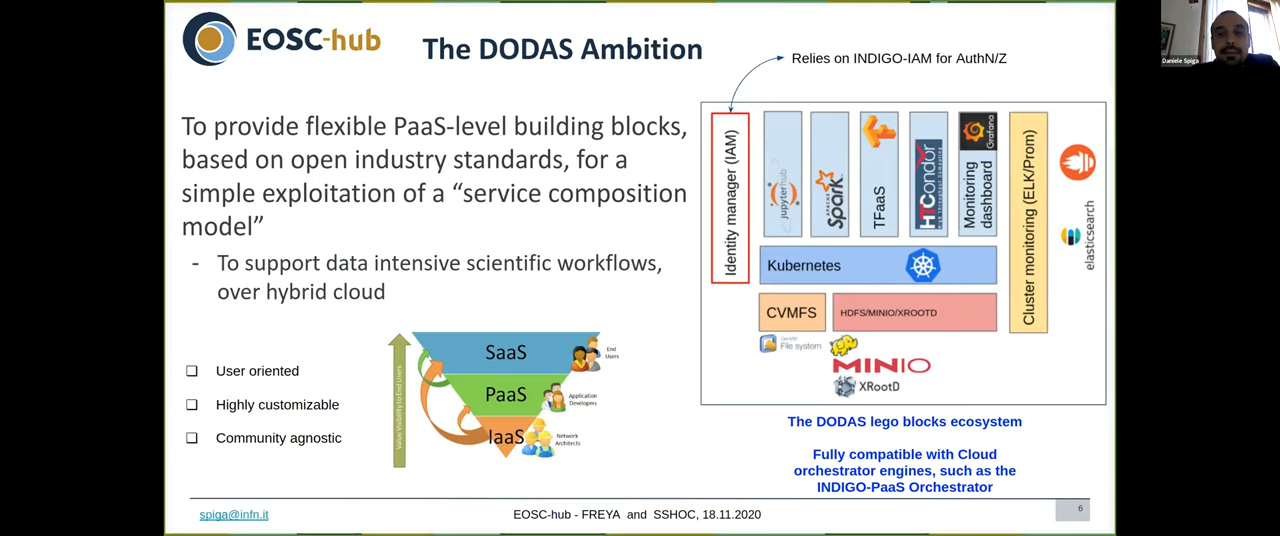 EOSC-hub
The DODAS Ambition
Relies on INDIGO-IAM for AuthN/Z
Daniele Spiga
To provide flexible PaaS-level building blocks,
based on open industry standards, for a
simple exploitation of a “service composition
model”
- To support data intensive scientific workflows,
over hybrid cloud
❑ User oriented
❑ Highly customizable
❑ Community agnostic
Value Visibility to End Users
SaaS
End
Users
PaaS
Application
Developers
IaaS
Network
Architects
Identity manager (IAM)
jupyterhub
APACHE
Spark
TFaaS
HTCondor
Grafana
Monitoring
dashboard
Cluster monitoring (ELK/Prom)
elasticsearch
Kubernetes
CVMFS
HDFS/MINIO/XROOTD
File system
MINIO
XRootD
The DODAS lego blocks ecosystem
Fully compatible with Cloud
orchestrator engines, such as the
INDIGO-PaaS Orchestrator
spiga@infn.it
EOSC-hub - FREYA and SSHOC, 18.11.2020
6